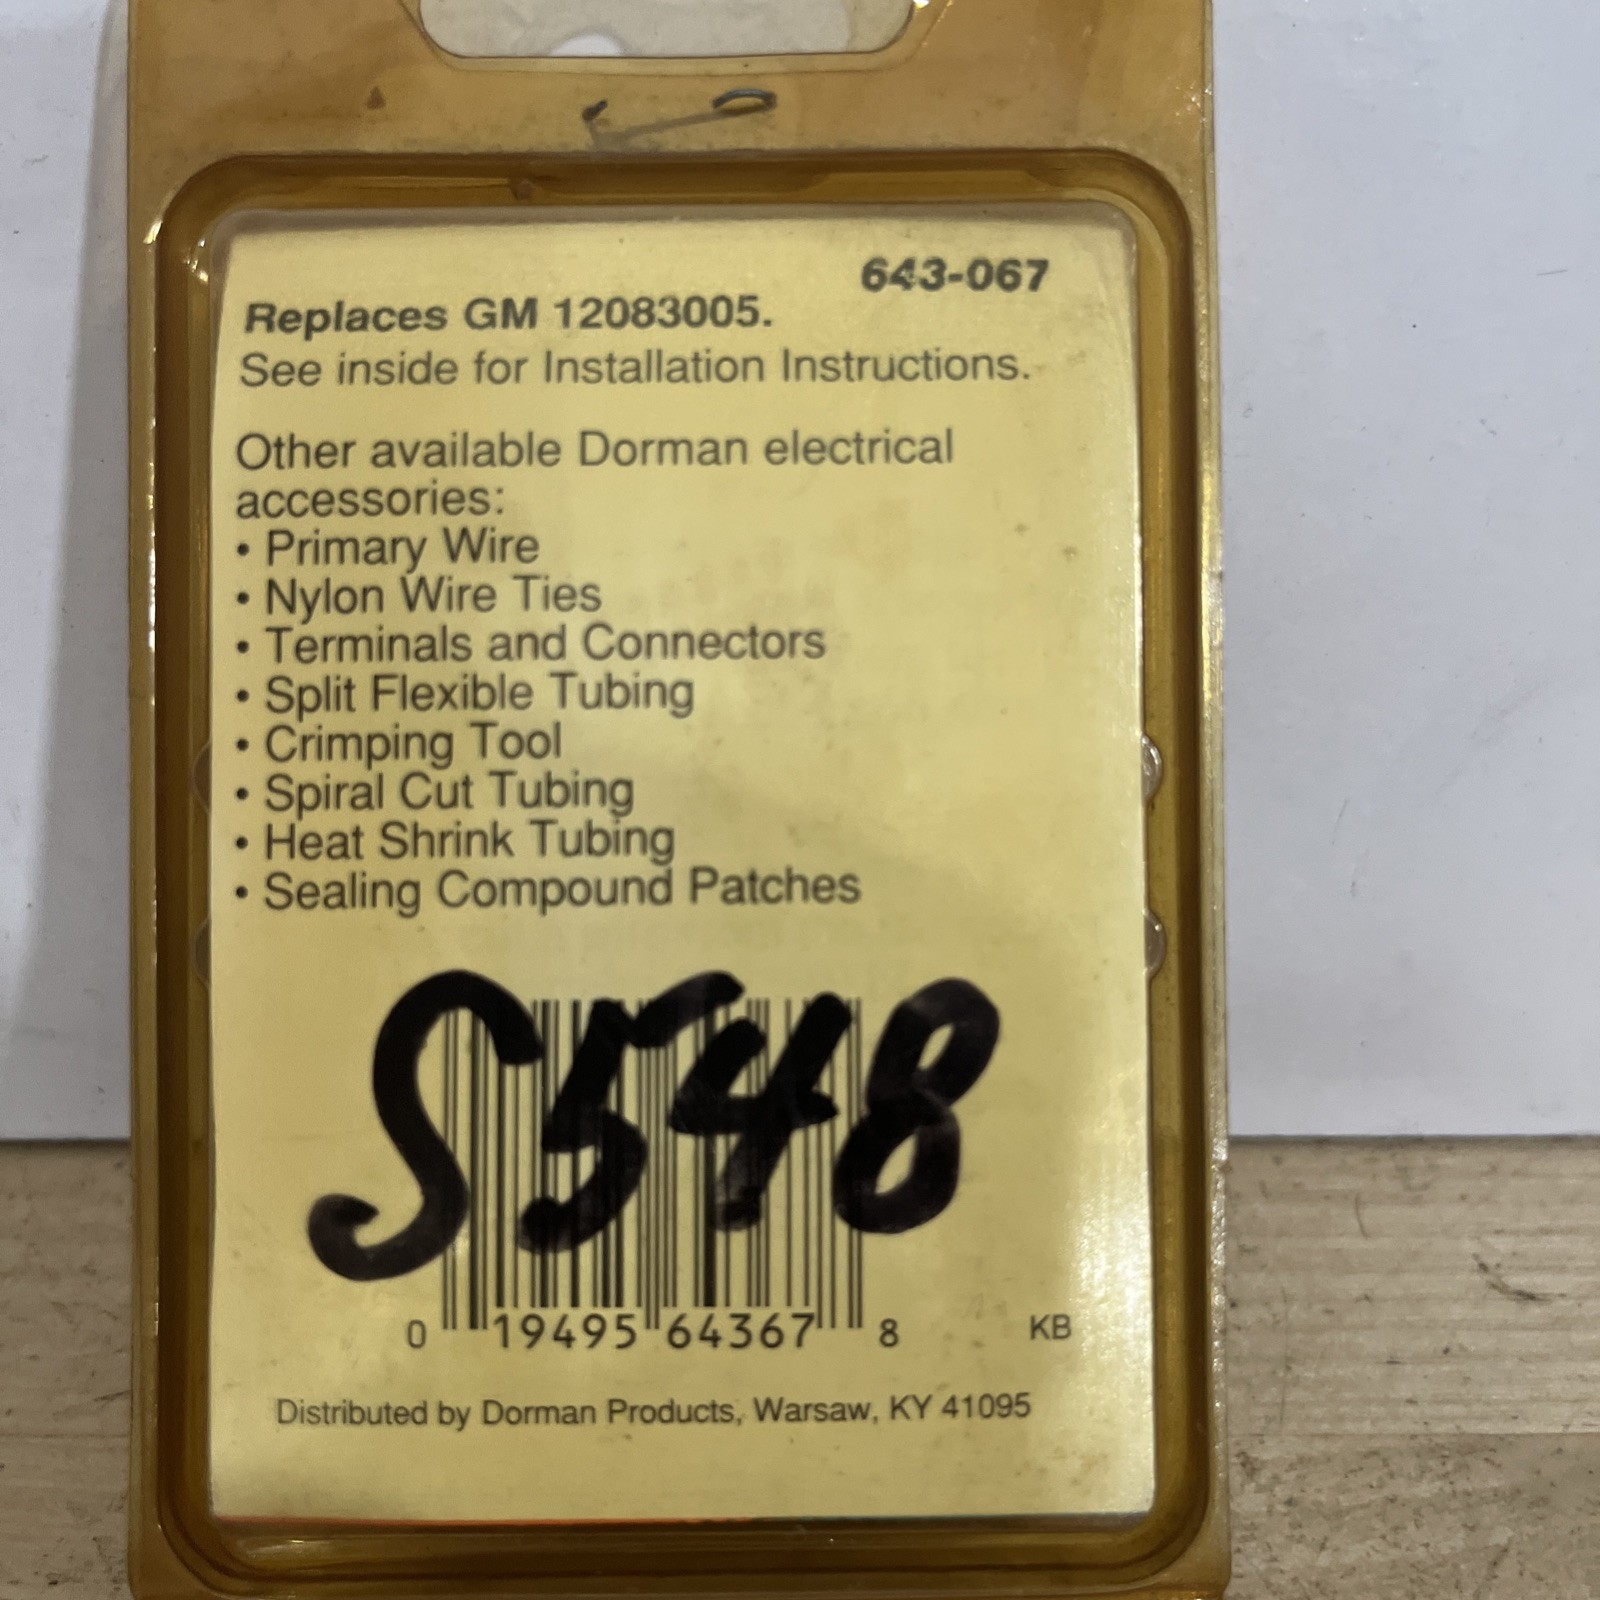 643-067
Replaces GM 12083005.
See inside for Installation Instructions.
Other available Dorman electrical
accessories:
• Primary Wire
• Nylon Wire Ties
• Terminals and Connectors
• Split Flexible Tubing
• Crimping Tool
• Spiral Cut Tubing
• Heat Shrink Tubing
• Sealing Compound Patches
S548
0 19495 64367 8 KB
Distributed by Dorman Products, Warsaw, KY 41095